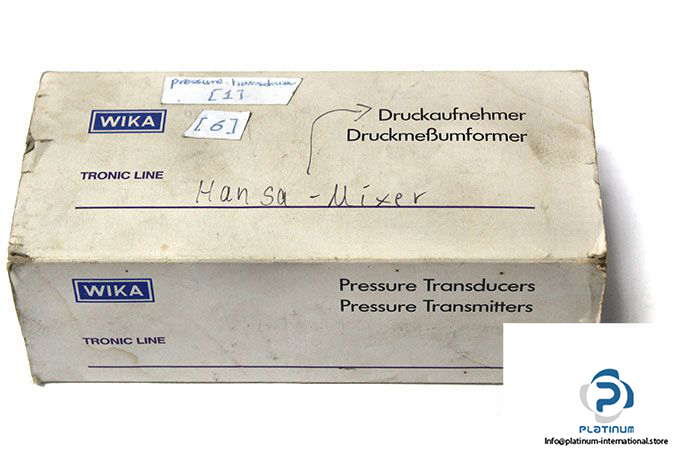 pressure-transducer
[1]
WIKA
[6]
Druckaufnehmer
Druckmeßumformer
TRONIC LINE
Hansa - Mixer
WIKA
Pressure Transducers
Pressure Transmitters
TRONIC LINE
PLATINUM
Info@platinum-international.store